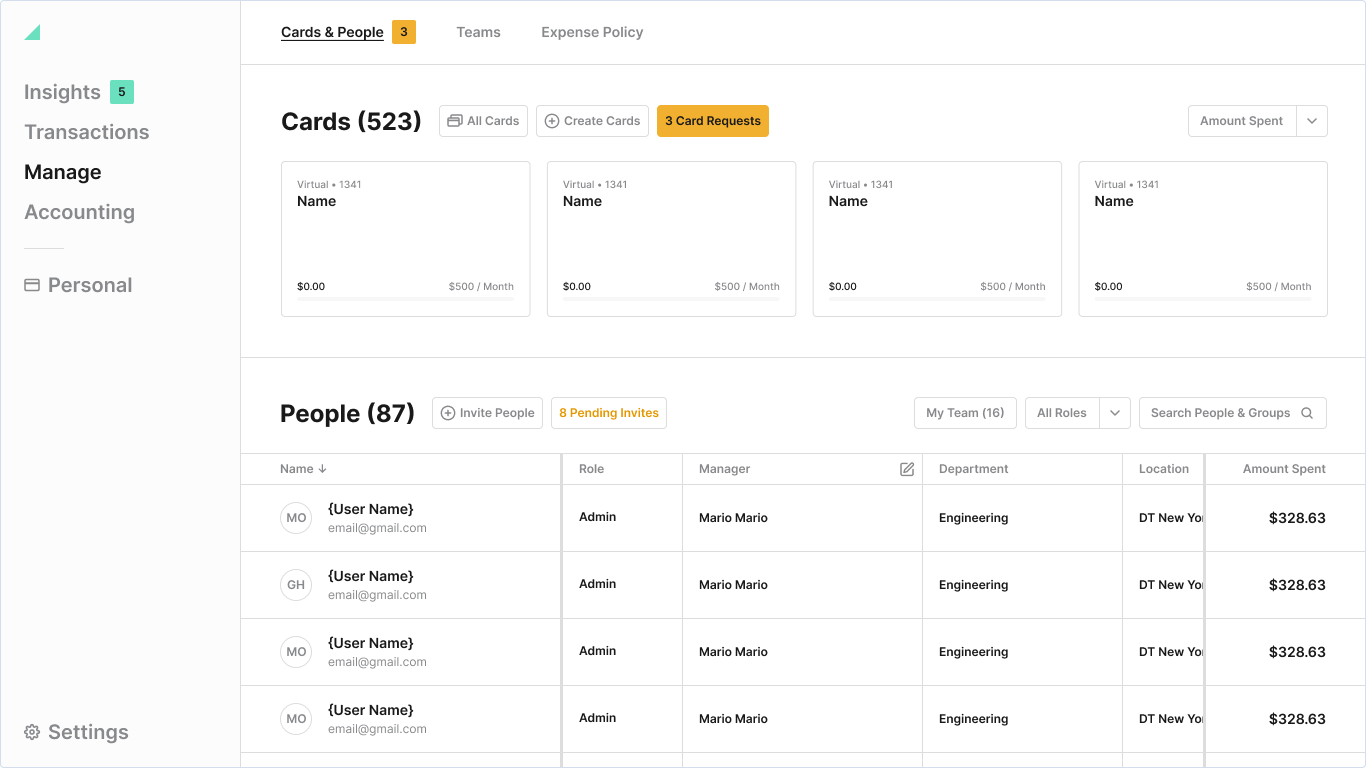 Insights 5
Transactions
Manage
Accounting
Personal
Settings
Cards & People 3 Teams Expense Policy
Cards (523) All Cards Create Cards 3 Card Requests Amount Spent
Virtual • 1341 Virtual • 1341 Virtual • 1341 Virtual • 1341
Name Name Name Name
$0.00 $500 / Month $0.00 $500 / Month $0.00 $500 / Month $0.00 $500 / Month
People (87) Invite People 8 Pending Invites My Team (16) All Roles Search People & Groups
Name Role Manager Department Location Amount Spent
MO {User Name} Admin Mario Mario Engineering DT New Yo $328.63
email@gmail.com
GH {User Name} Admin Mario Mario Engineering DT New Yo $328.63
email@gmail.com
MO {User Name} Admin Mario Mario Engineering DT New Yo $328.63
email@gmail.com
MO {User Name} Admin Mario Mario Engineering DT New Yo $328.63
email@gmail.com